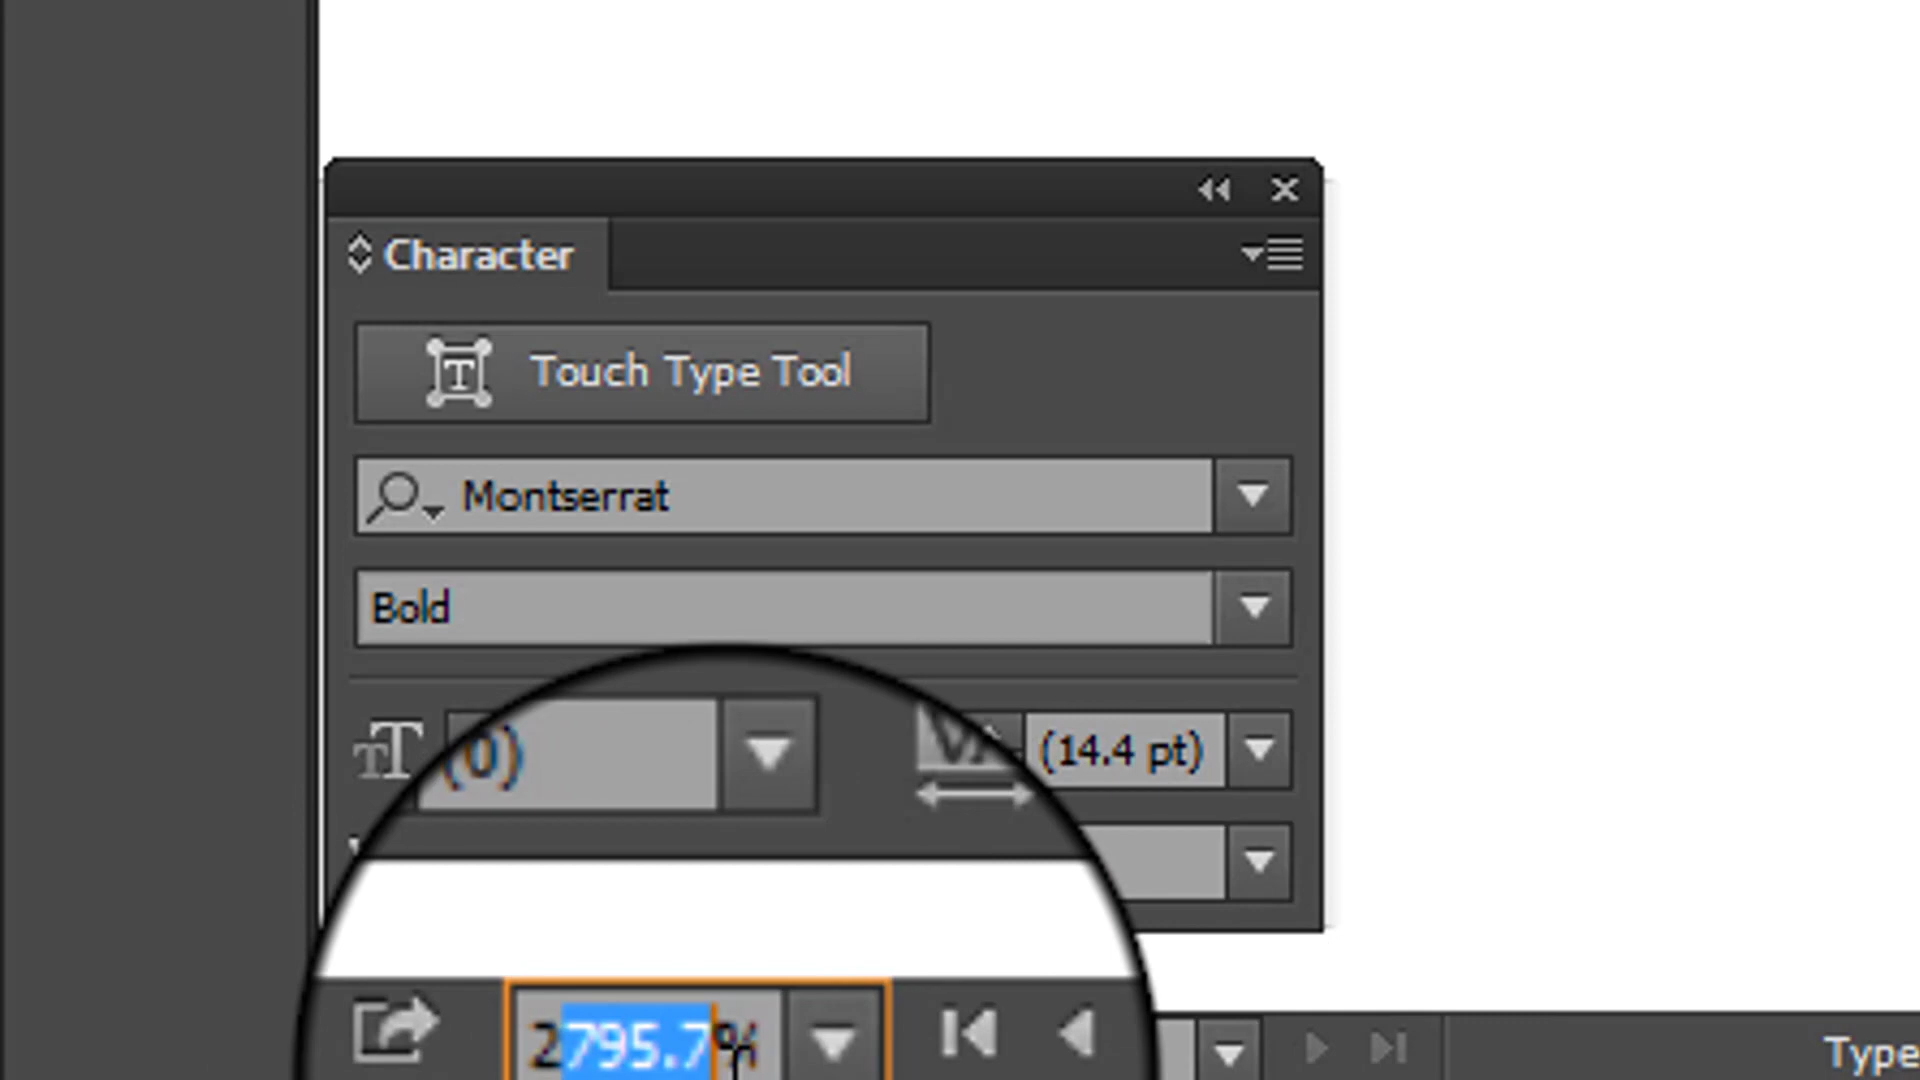 Character
Touch Type Tool
Montserrat
Bold
(0)
(14.4 pt)
2795.7%
Type